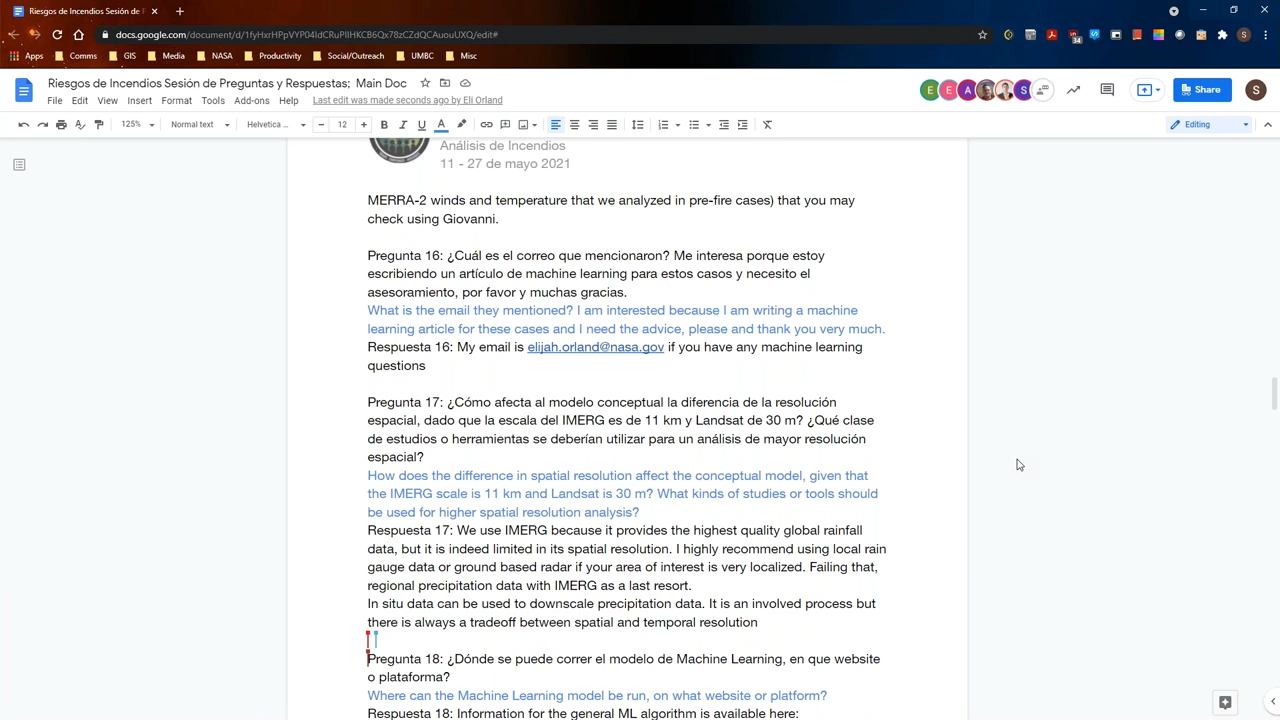 Riesgos de Incendios Sesión de P
docs.google.com/document/d/1fyHxrHPpVYP04IdCRuPIIHKCB6Qx78zCZdQCAuouUXQ/edit#
Apps Comms GIS Media NASA Productivity Social/Outreach UMBC Misc
Riesgos de Incendios Sesión de Preguntas y Respuestas; Main Doc
File Edit View Insert Format Tools Add-ons Help Last edit was made seconds ago by Eli Orland
E E A S Share S
125% Normal text Helvetica ... 12 B I U A Editing
Análisis de Incendios
11 - 27 de mayo 2021
MERRA-2 winds and temperature that we analyzed in pre-fire cases) that you may
check using Giovanni.
Pregunta 16: ¿Cuál es el correo que mencionaron? Me interesa porque estoy
escribiendo un artículo de machine learning para estos casos y necesito el
asesoramiento, por favor y muchas gracias.
What is the email they mentioned? I am interested because I am writing a machine
learning article for these cases and I need the advice, please and thank you very much.
Respuesta 16: My email is elijah.orland@nasa.gov if you have any machine learning
questions
Pregunta 17: ¿Cómo afecta al modelo conceptual la diferencia de la resolución
espacial, dado que la escala del IMERG es de 11 km y Landsat de 30 m? ¿Qué clase
de estudios o herramientas se deberían utilizar para un análisis de mayor resolución
espacial?
How does the difference in spatial resolution affect the conceptual model, given that
the IMERG scale is 11 km and Landsat is 30 m? What kinds of studies or tools should
be used for higher spatial resolution analysis?
Respuesta 17: We use IMERG because it provides the highest quality global rainfall
data, but it is indeed limited in its spatial resolution. I highly recommend using local rain
gauge data or ground based radar if your area of interest is very localized. Failing that,
regional precipitation data with IMERG as a last resort.
In situ data can be used to downscale precipitation data. It is an involved process but
there is always a tradeoff between spatial and temporal resolution
Pregunta 18: ¿Dónde se puede correr el modelo de Machine Learning, en que website
o plataforma?
Where can the Machine Learning model be run, on what website or platform?
Respuesta 18: Information for the general ML algorithm is available here: